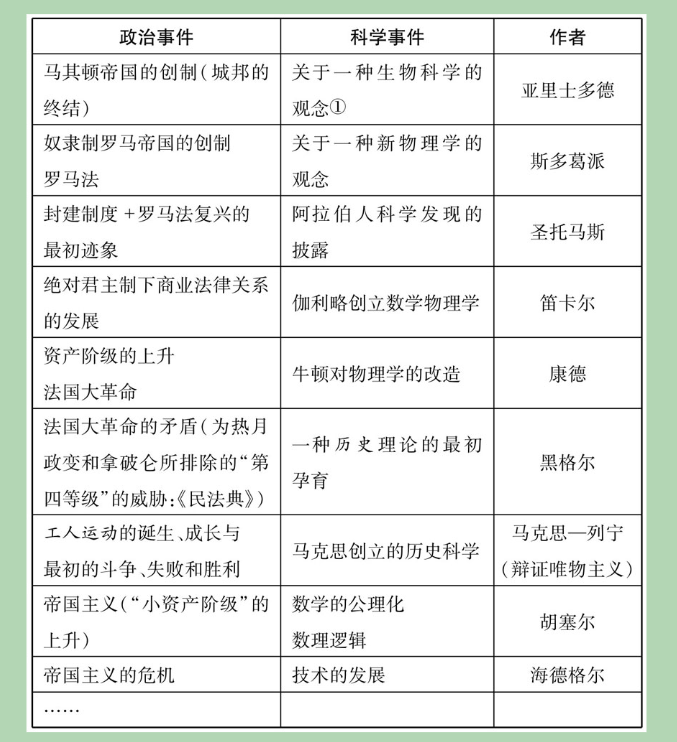 政治事件 科学事件 作者
马其顿帝国的创制(城邦的
终结)
关于一种生物科学的
观念①
亚里士多德
奴隶制罗马帝国的创制
罗马法
关于一种新物理学的
观念
斯多葛派
封建制度+罗马法复兴的
最初迹象
阿拉伯人科学发现的
披露
圣托马斯
绝对君主制下商业法律关系
的发展
伽利略创立数学物理学
笛卡尔
资产阶级的上升
法国大革命
牛顿对物理学的改造
康德
法国大革命的矛盾(为热月
政变和拿破仑所排除的“第
四等级”的威胁:《民法典》)
一种历史理论的最初
孕育
黑格尔
工人运动的诞生、成长与
最初的斗争、失败和胜利
马克思创立的历史科学
马克思—列宁
(辩证唯物主义)
帝国主义(“小资产阶级”的
上升)
数学的公理化
数理逻辑
胡塞尔
帝国主义的危机
技术的发展
海德格尔
……